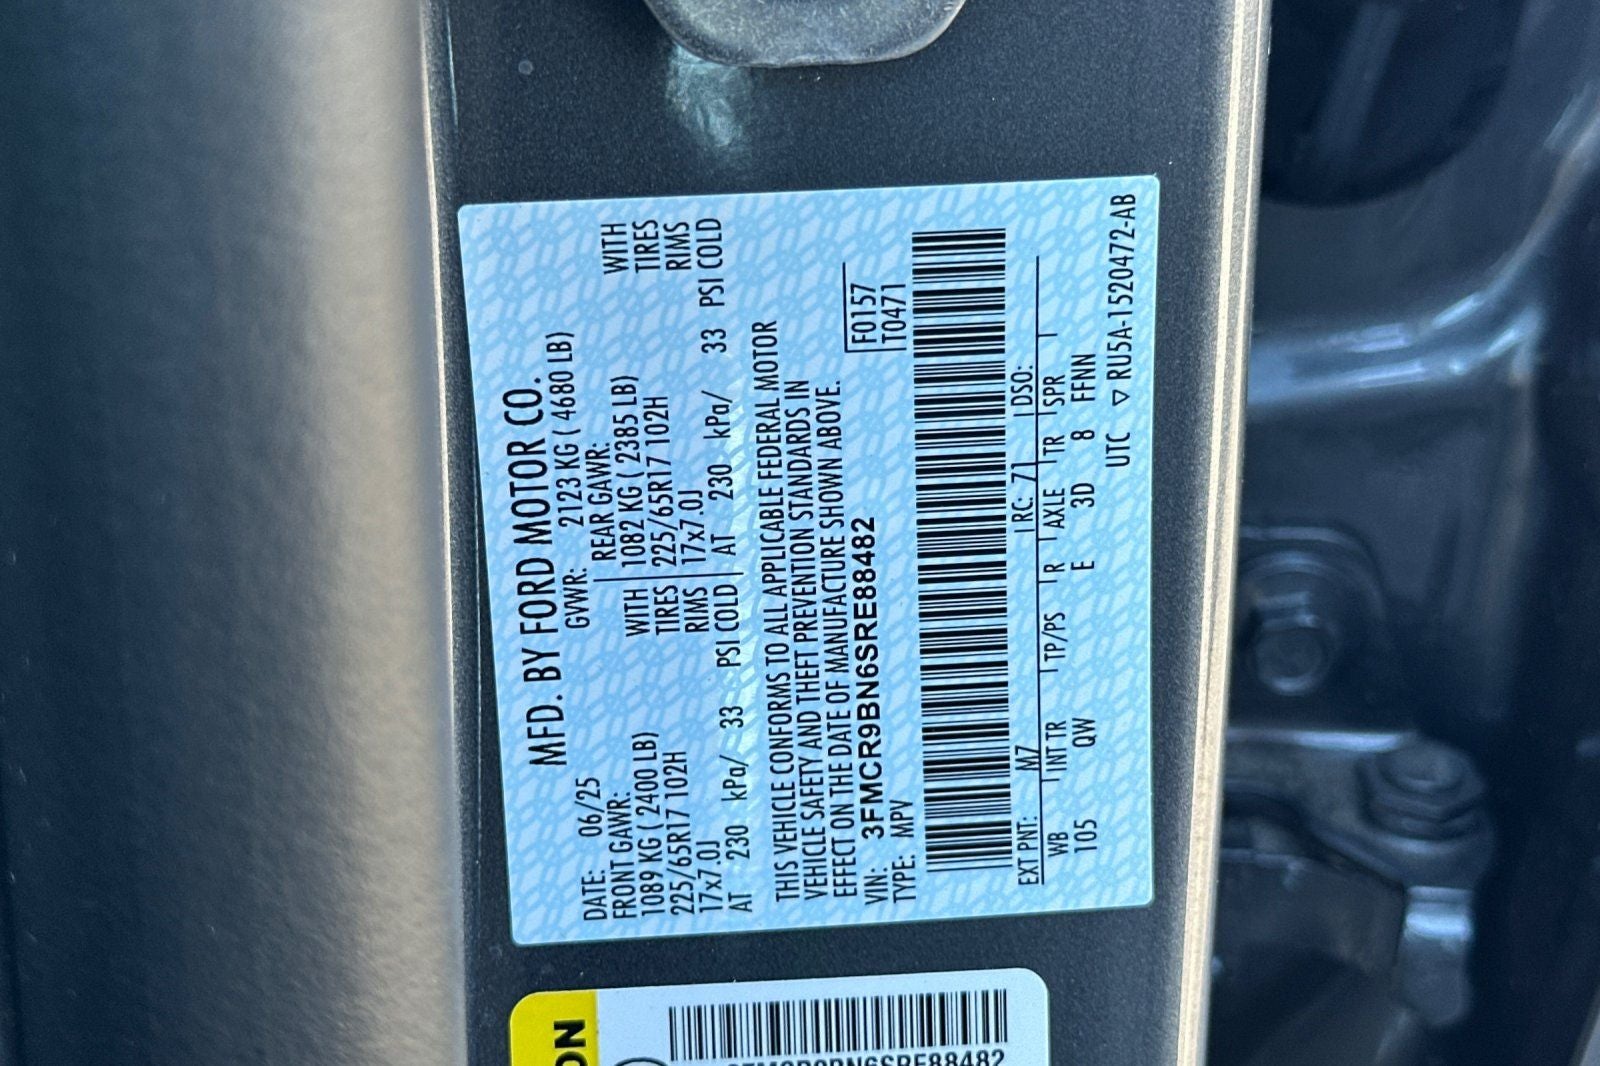 MFD. BY FORD MOTOR CO.
DATE: 06/25 GVWR: 2123 KG ( 4680 LB)
FRONT GAWR: REAR GAWR:
1089 KG ( 2400 LB) WITH 1082 KG ( 2385 LB) WITH
225/65R17 102H TIRES 225/65R17 102H TIRES
17x7.0J RIMS 17x7.0J RIMS
AT 230 kPa/ 33 PSI COLD AT 230 kPa/ 33 PSI COLD
THIS VEHICLE CONFORMS TO ALL APPLICABLE FEDERAL MOTOR
VEHICLE SAFETY AND THEFT PREVENTION STANDARDS IN
EFFECT ON THE DATE OF MANUFACTURE SHOWN ABOVE.
VIN: 3FMCR9BN6SRE88482 F0157
TYPE: MPV T0471
EXT PNT: M7 RC: 71 DSO:
WB INT TR TP/PS R AXLE TR SPR
105 QW E 3D 8 FFNN
UTC ▽ RU5A-1520472-AB
ON